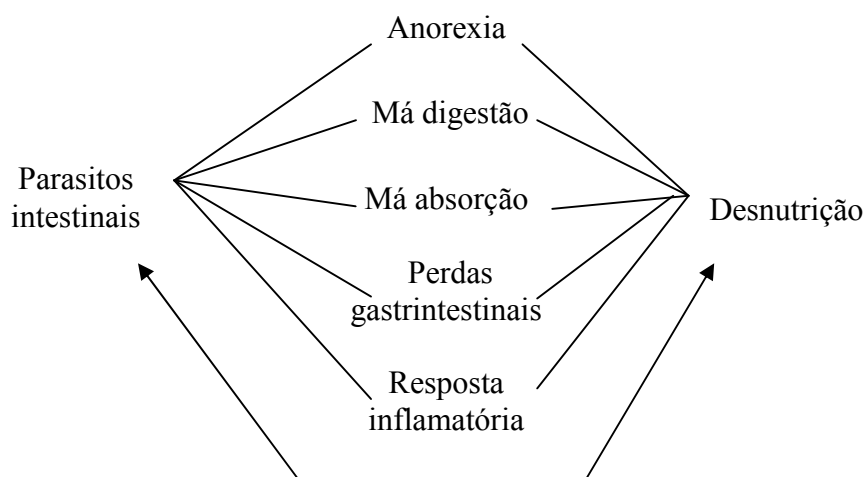 Anorexia
Má digestão
Parasitos
intestinais
Má absorção
Desnutrição
Perdas
gastrintestinais
Resposta
inflamatória